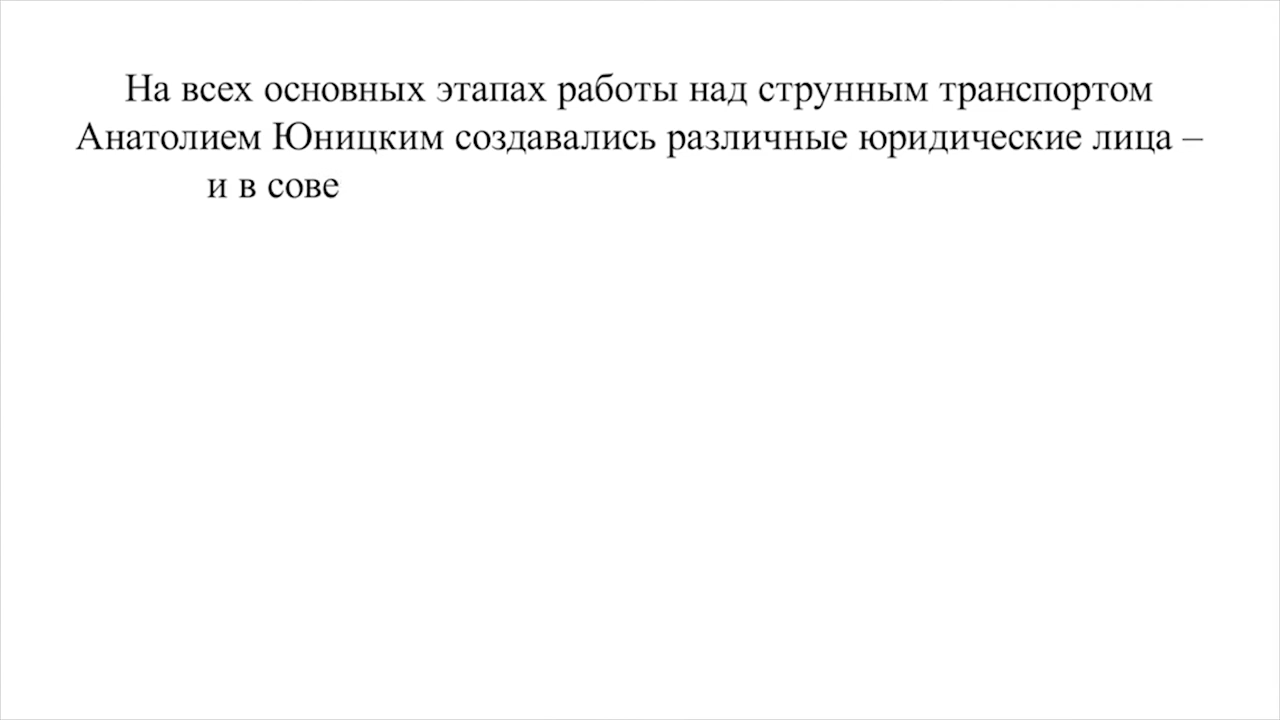 На всех основных этапах работы над струнным транспортом
Анатолием Юницким создавались различные юридические лица –
и в сове